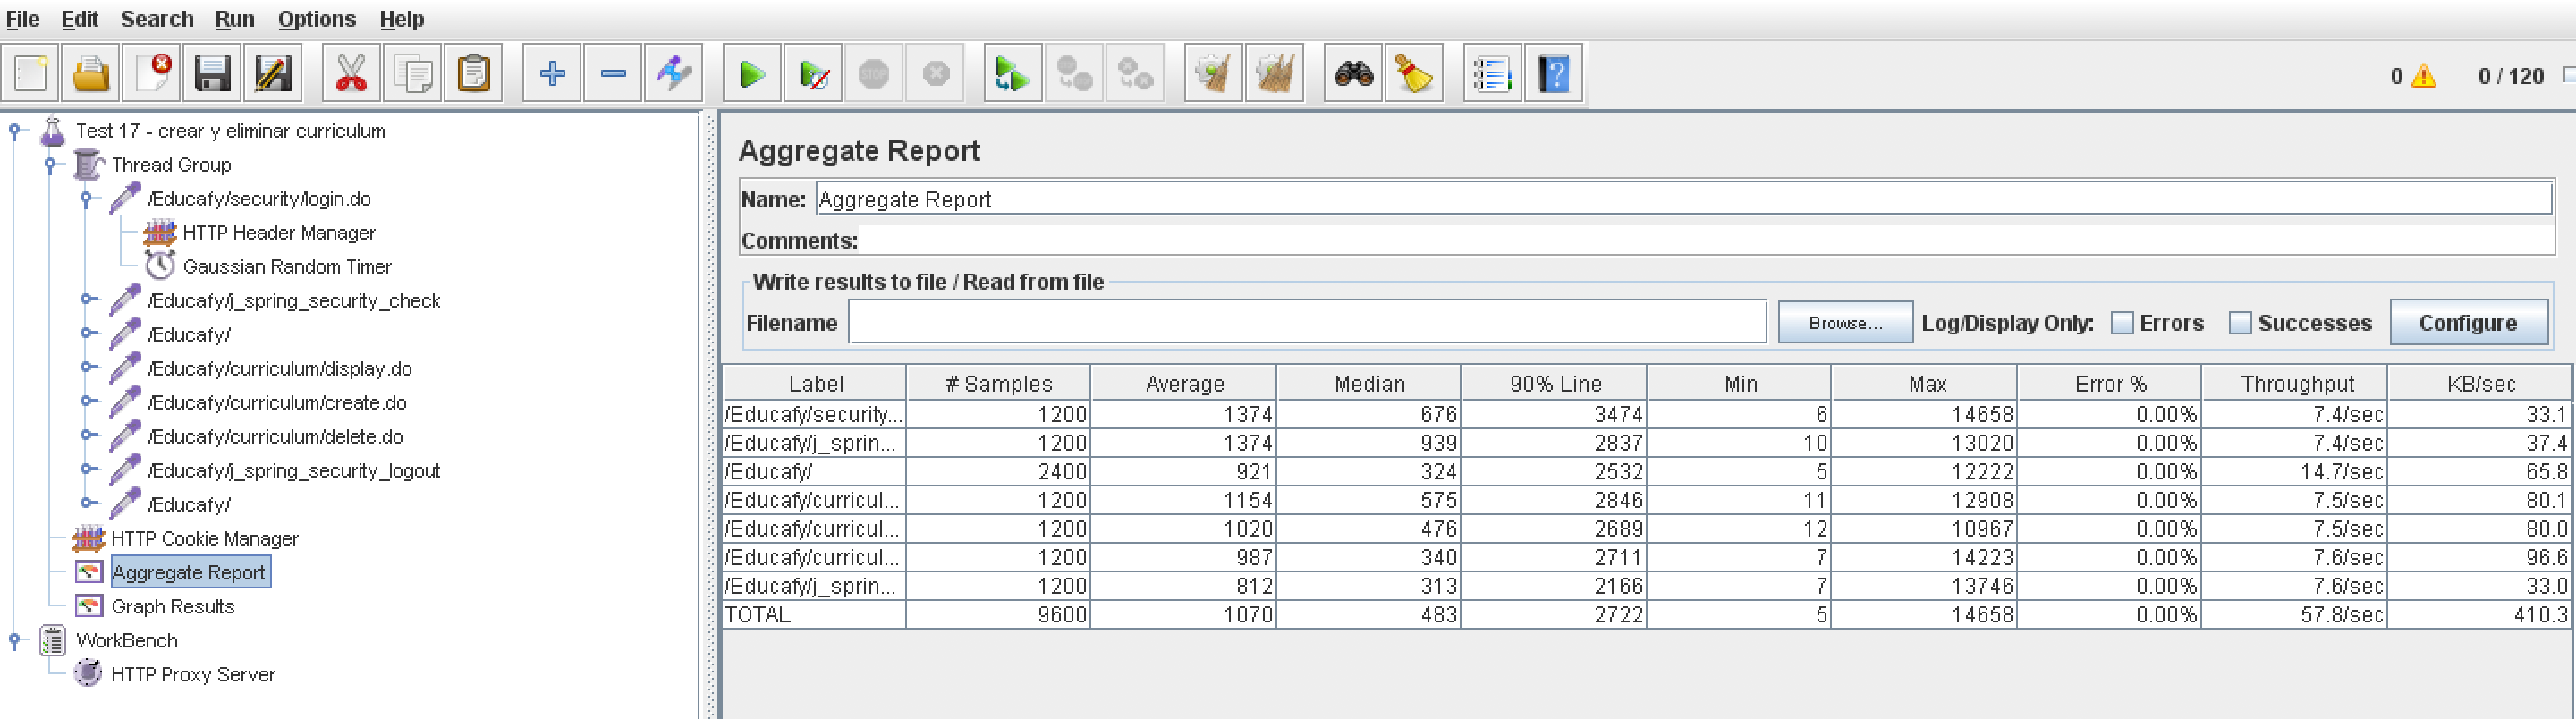 File Edit Search Run Options Help
STOP
0 0 / 120
Test 17 - crear y eliminar curriculum
Thread Group
/Educafy/security/login.do
HTTP Header Manager
Gaussian Random Timer
/Educafy/j_spring_security_check
/Educafy/
/Educafy/curriculum/display.do
/Educafy/curriculum/create.do
/Educafy/curriculum/delete.do
/Educafy/j_spring_security_logout
/Educafy/
HTTP Cookie Manager
Aggregate Report
Graph Results
WorkBench
HTTP Proxy Server
Aggregate Report
Name: Aggregate Report
Comments:
Write results to file / Read from file
Filename Browse... Log/Display Only: Errors Successes Configure
Label # Samples Average Median 90% Line Min Max Error % Throughput KB/sec
/Educafy/security... 1200 1374 676 3474 6 14658 0.00% 7.4/sec 33.1
/Educafy/j_sprin... 1200 1374 939 2837 10 13020 0.00% 7.4/sec 37.4
/Educafy/ 2400 921 324 2532 5 12222 0.00% 14.7/sec 65.8
/Educafy/curricul... 1200 1154 575 2846 11 12908 0.00% 7.5/sec 80.1
/Educafy/curricul... 1200 1020 476 2689 12 10967 0.00% 7.5/sec 80.0
/Educafy/curricul... 1200 987 340 2711 7 14223 0.00% 7.6/sec 96.6
/Educafy/j_sprin... 1200 812 313 2166 7 13746 0.00% 7.6/sec 33.0
TOTAL 9600 1070 483 2722 5 14658 0.00% 57.8/sec 410.3